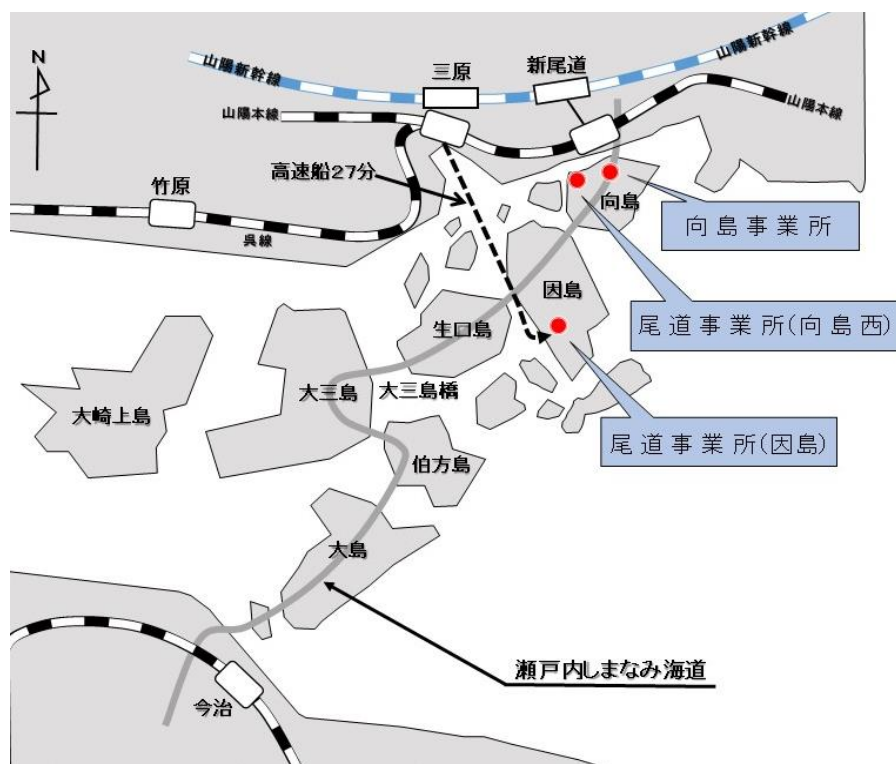 N
山陽新幹線
三原
新尾道
山陽新幹線
山陽本線
山陽本線
高速船27分
竹原
呉線
向島
向島事業所
因島
尾道事業所(向島西)
生口島
大三島
大三島橋
大崎上島
尾道事業所(因島)
伯方島
大島
瀬戸内しまなみ海道
今治